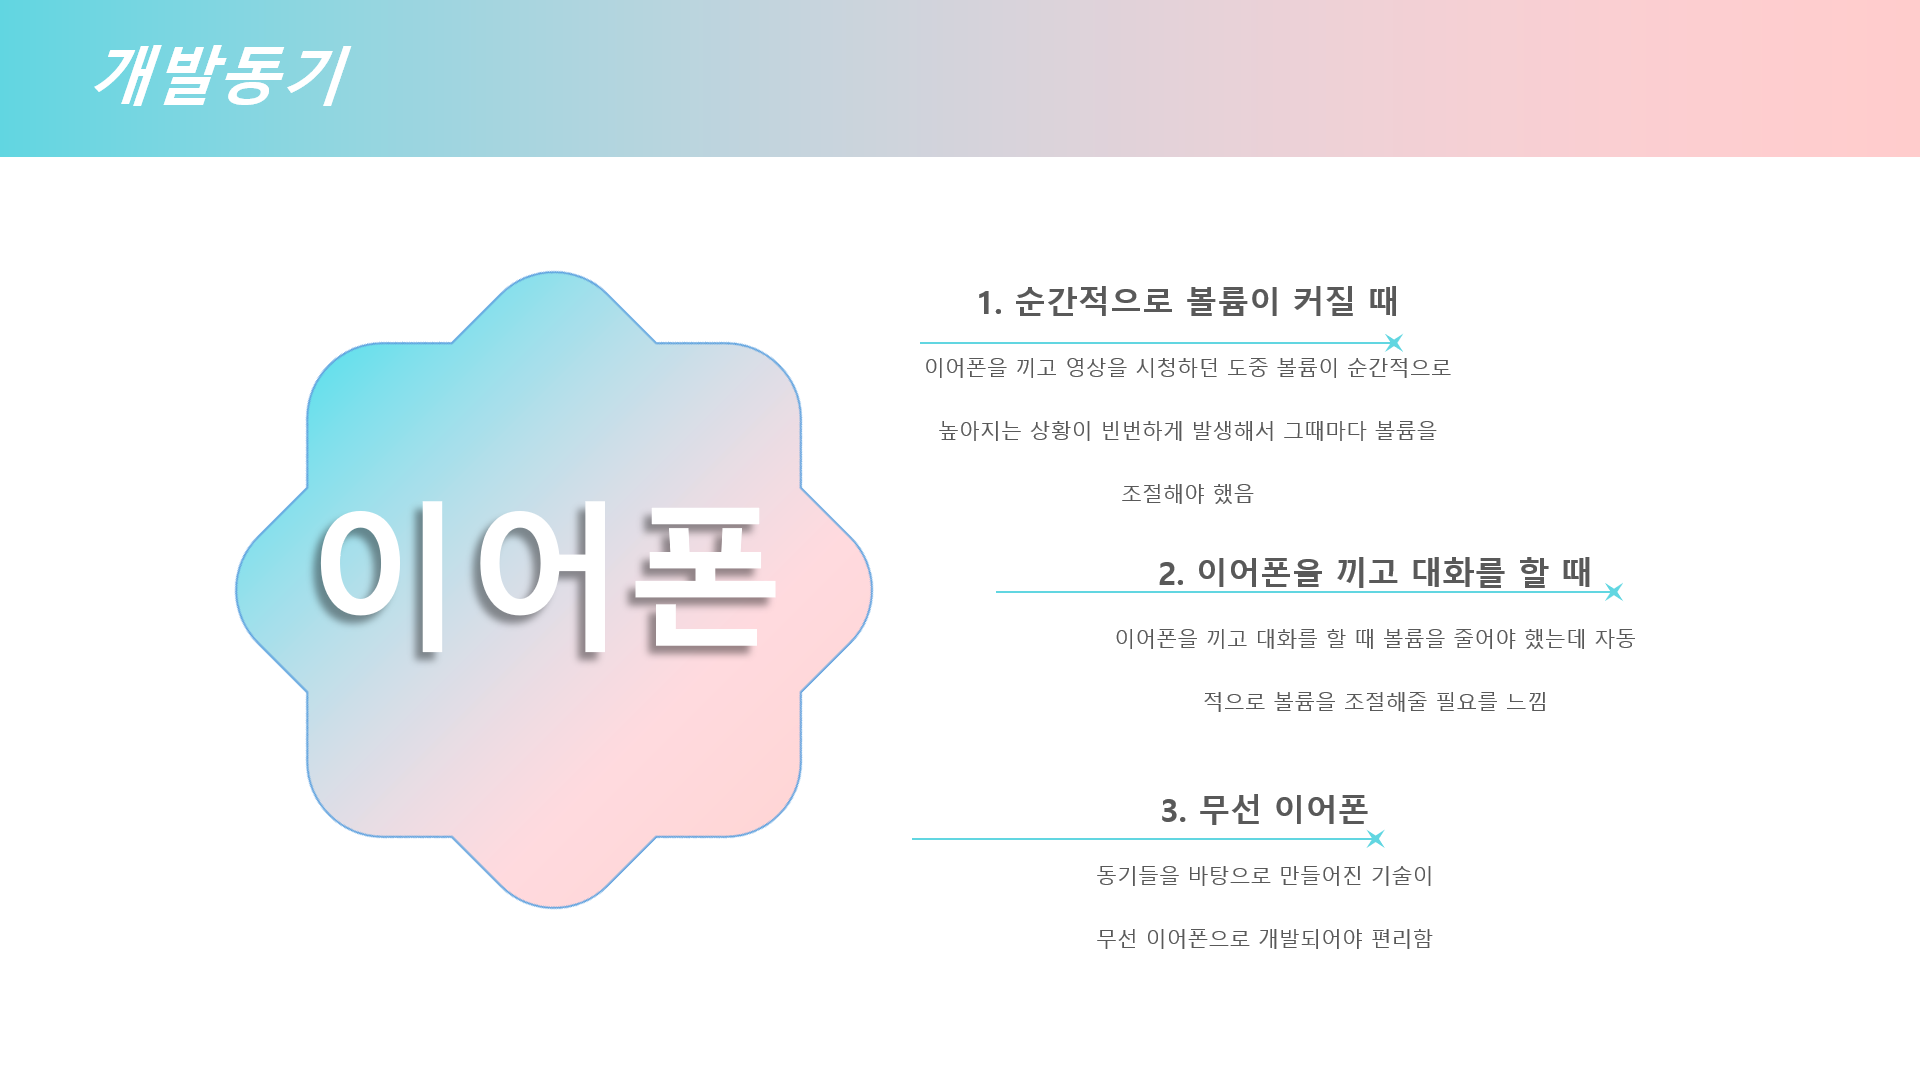 개발동기
이어폰
1. 순간적으로 볼륨이 커질 때
이어폰을 끼고 영상을 시청하던 도중 볼륨이 순간적으로
높아지는 상황이 빈번하게 발생해서 그때마다 볼륨을
조절해야 했음
2. 이어폰을 끼고 대화를 할 때
이어폰을 끼고 대화를 할 때 볼륨을 줄어야 했는데 자동
적으로 볼륨을 조절해줄 필요를 느낌
3. 무선 이어폰
동기들을 바탕으로 만들어진 기술이
무선 이어폰으로 개발되어야 편리함